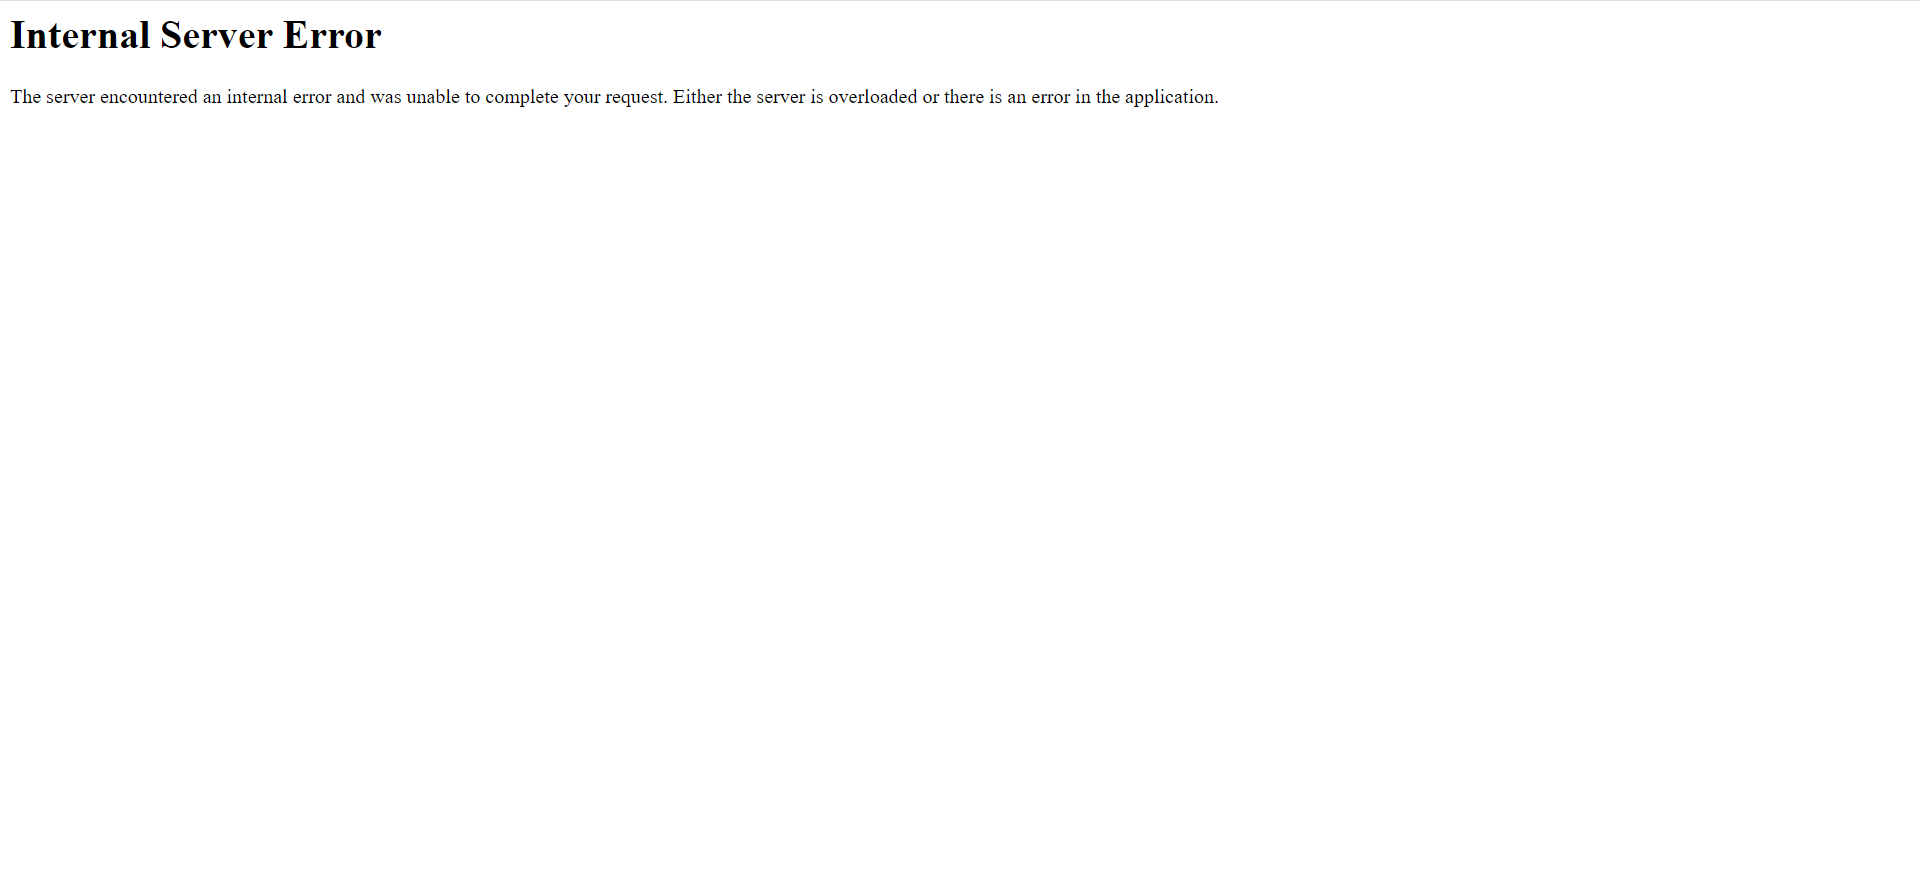 Internal Server Error
The server encountered an internal error and was unable to complete your request. Either the server is overloaded or there is an error in the application.